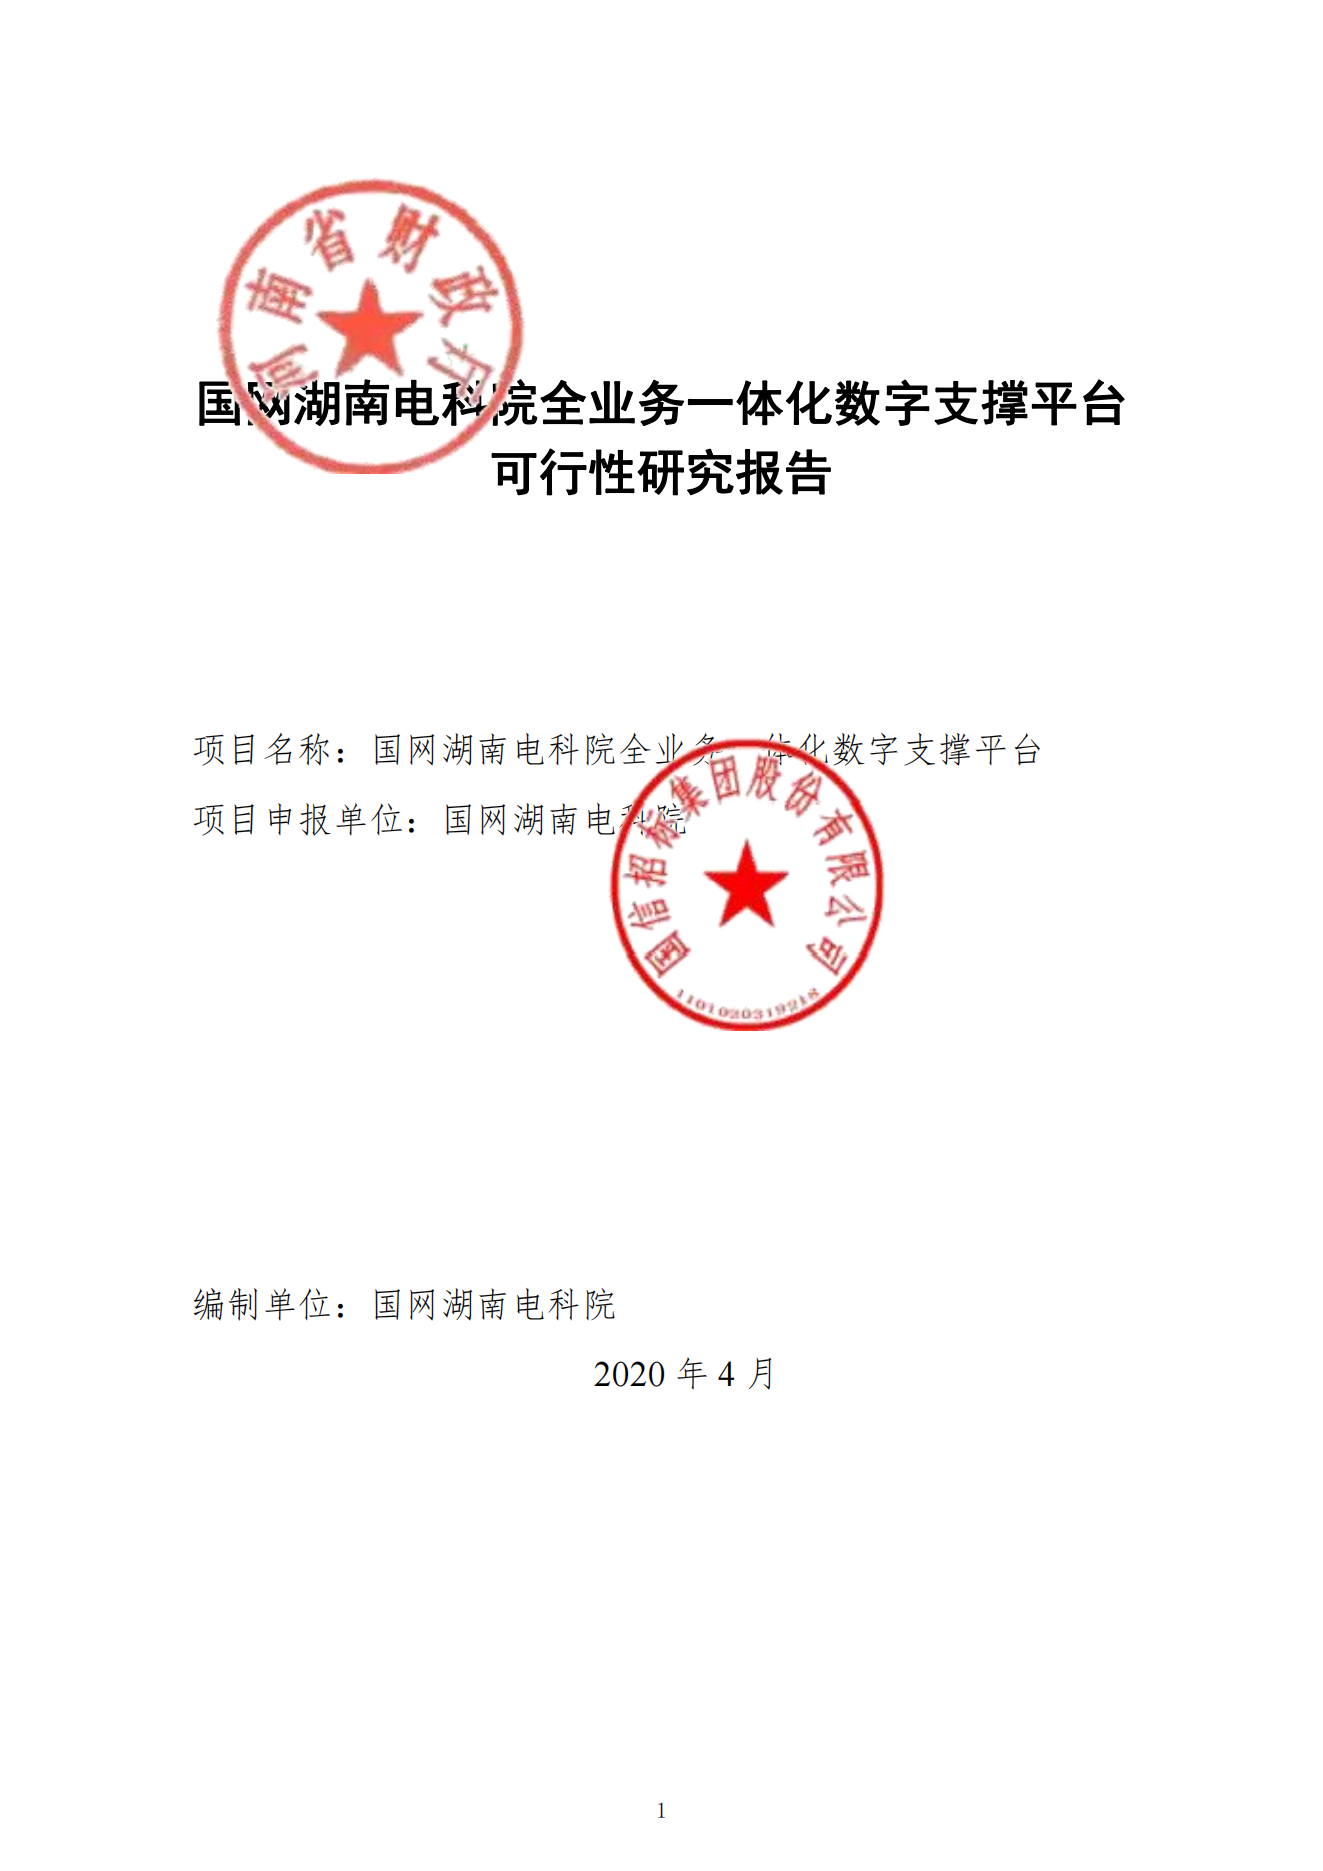 河南省财政厅
国网湖南电科院全业务一体化数字支撑平台
可行性研究报告
项目名称：国网湖南电科院全业务一体化数字支撑平台
项目申报单位：国网湖南电科院
国信招标集团股份有限公司
1101020319218
编制单位：国网湖南电科院
2020 年 4 月
1